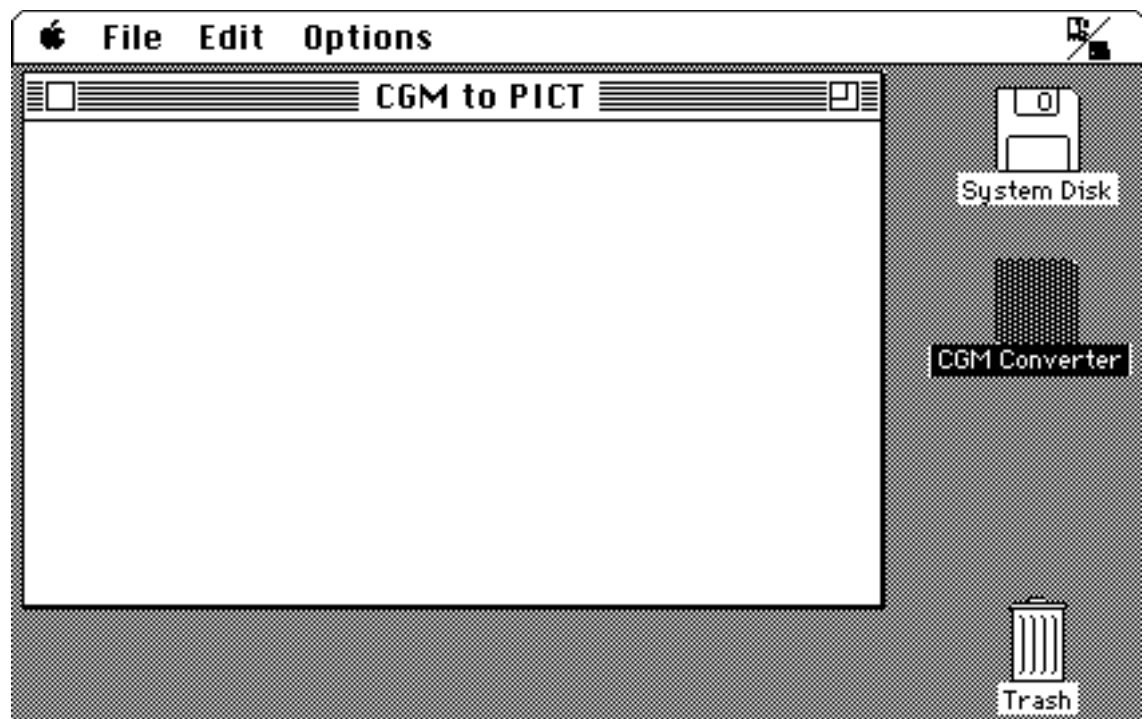 File Edit Options
CGM to PICT
System Disk
CGM Converter
Trash